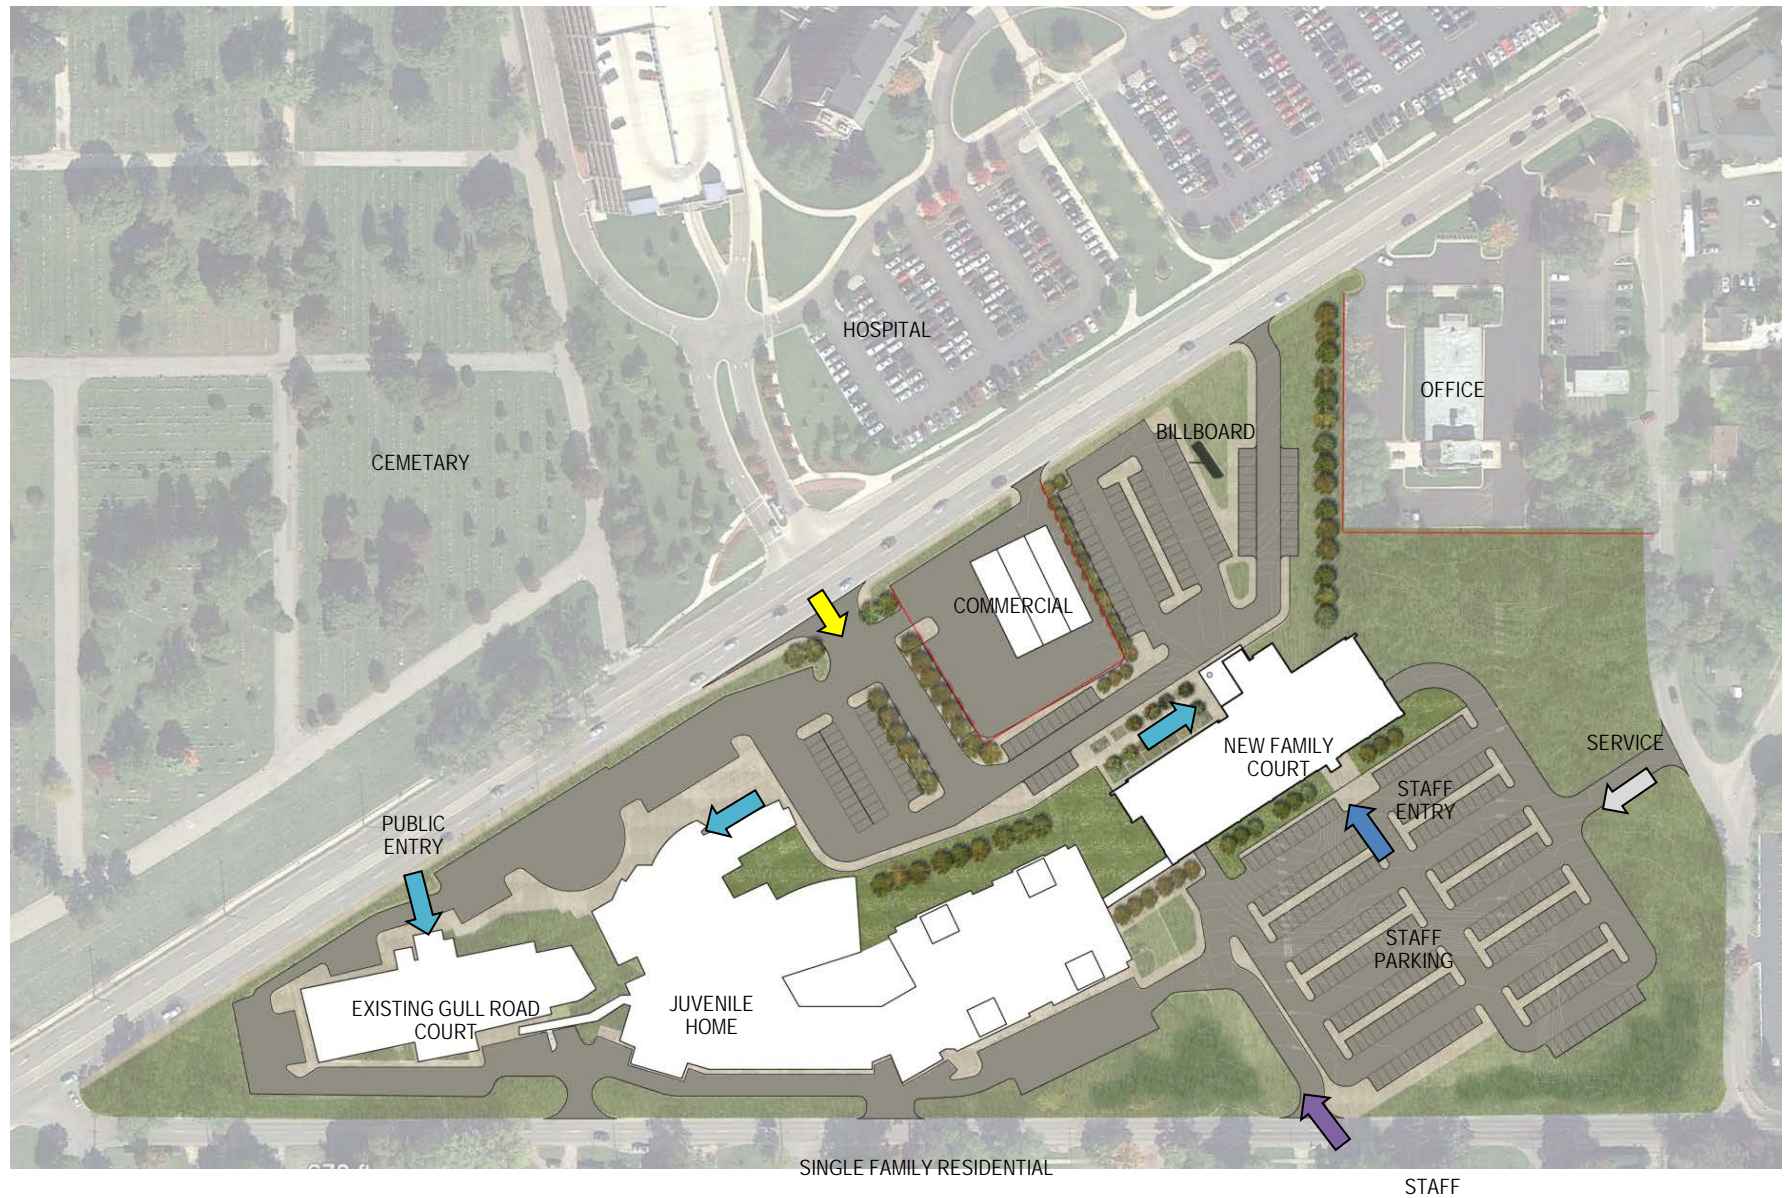 HOSPITAL
OFFICE
BILLBOARD
CEMETARY
COMMERCIAL
NEW FAMILY
COURT
SERVICE
STAFF
ENTRY
PUBLIC
ENTRY
STAFF
PARKING
EXISTING GULL ROAD
COURT
JUVENILE
HOME
SINGLE FAMILY RESIDENTIAL
STAFF